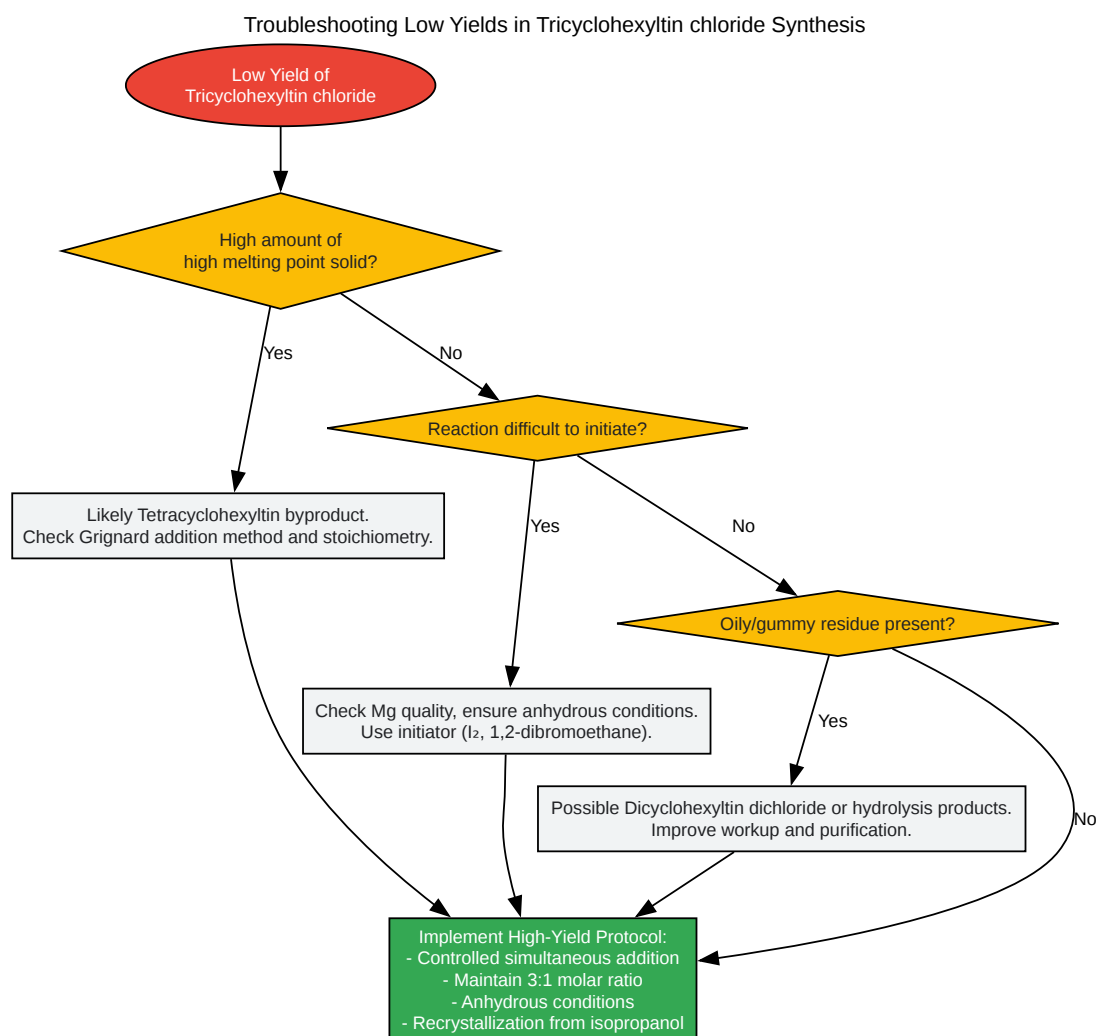 Troubleshooting Low Yields in Tricyclohexyltin chloride Synthesis
Low Yield of
Tricyclohexyltin chloride
High amount of
high melting point solid?
Yes
No
Reaction difficult to initiate?
Likely Tetracyclohexyltin byproduct.
Check Grignard addition method and stoichiometry.
Yes
No
Oily/gummy residue present?
Check Mg quality, ensure anhydrous conditions.
Use initiator (I₂, 1,2-dibromoethane).
Yes
Possible Dicyclohexyltin dichloride or hydrolysis products.
Improve workup and purification.
No
Implement High-Yield Protocol:
- Controlled simultaneous addition
- Maintain 3:1 molar ratio
- Anhydrous conditions
- Recrystallization from isopropanol